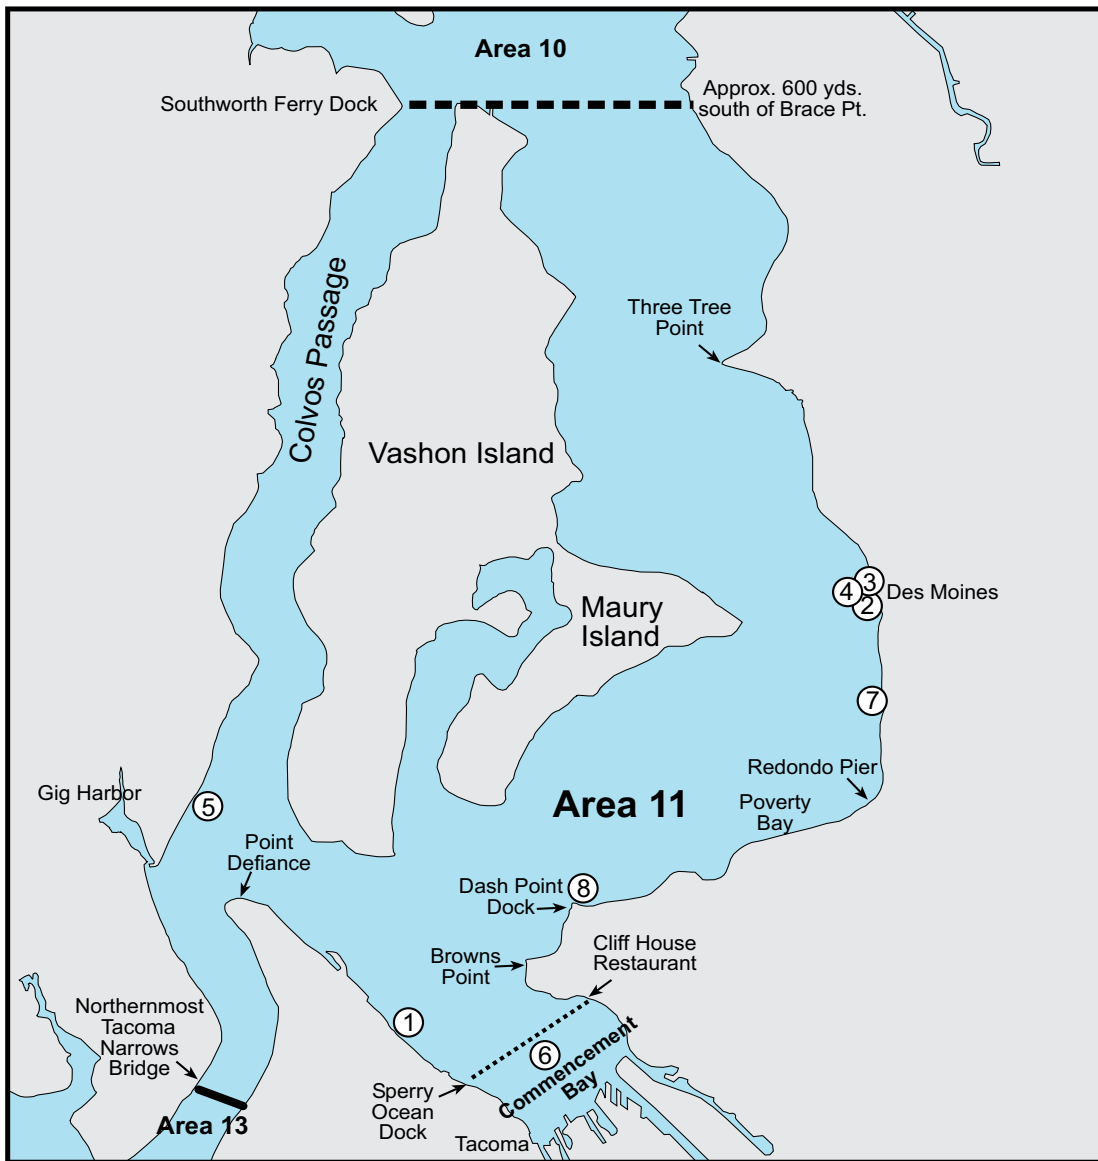 Area 10
Southworth Ferry Dock
Approx. 600 yds.
south of Brace Pt.
Colvos Passage
Three Tree
Point
Vashon Island
3
4
2
Des Moines
Maury
Island
7
Redondo Pier
Gig Harbor
5
Area 11
Poverty
Bay
Point
Defiance
Dash Point
Dock
8
Cliff House
Restaurant
Browns
Point
Northernmost
Tacoma
Narrows
Bridge
1
6
Commencement
Bay
Sperry
Ocean
Dock
Area 13
Tacoma